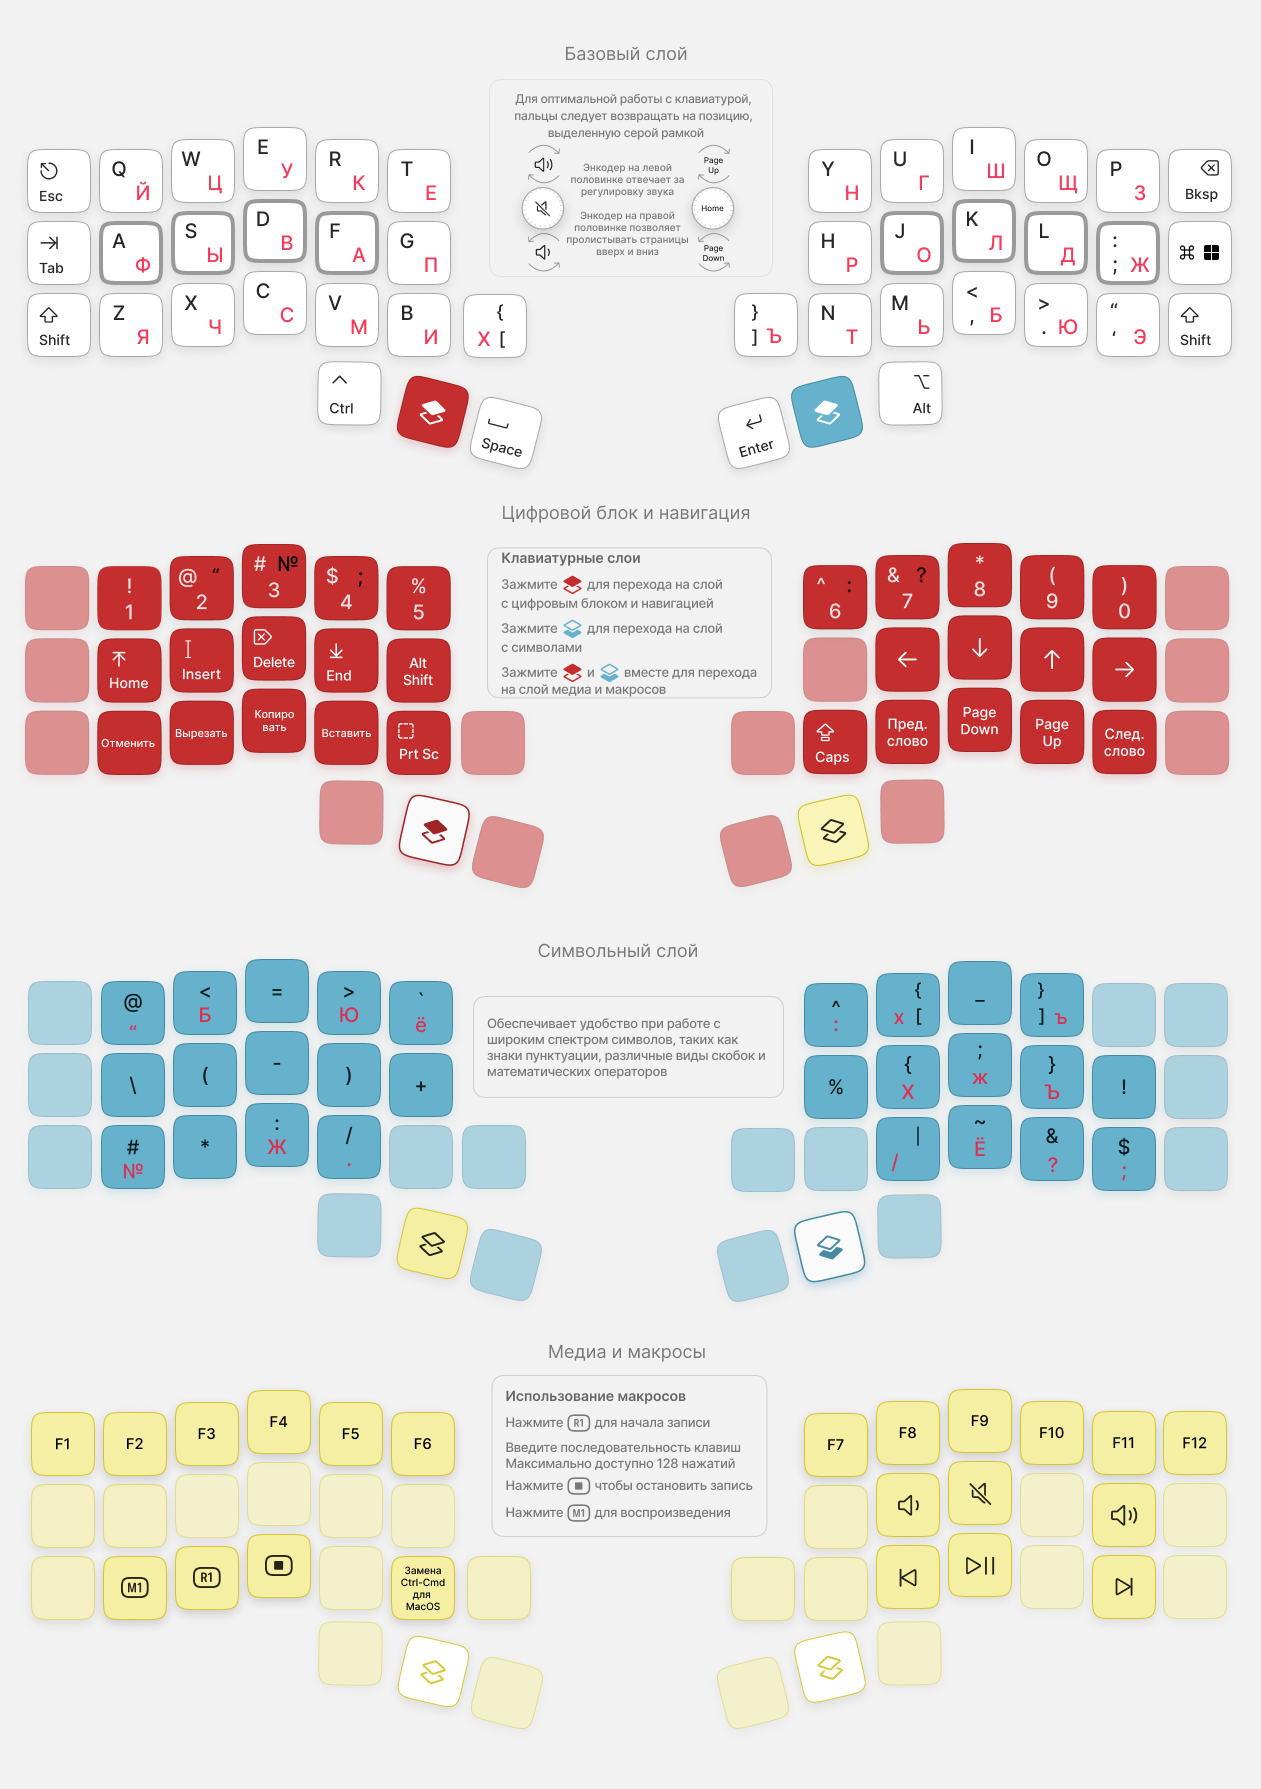 Базовый слой
Для оптимальной работы с клавиатурой,
пальцы следует возвращать на позицию,
выделенную серой рамкой
Энкодер на левой
половинке отвечает за
регулировку звука
Энкодер на правой
половинке позволяет
пролистывать страницы
вверх и вниз
Page
Up
Home
Page
Down
Esc
Q Й
W Ц
E У
R К
T Е
Y Н
U Г
I Ш
O Щ
P З
Bksp
Tab
A Ф
S Ы
D В
F А
G П
H Р
J О
K Л
L Д
: ; Ж
⌘
Shift
Z Я
X Ч
C С
V М
B И
{ Х [
} ] Ъ
N Т
M Ь
< , Б
> . Ю
“ ‘ Э
Shift
Ctrl
Space
Enter
Alt
Цифровой блок и навигация
Клавиатурные слои
Зажмите для перехода на слой
с цифровым блоком и навигацией
Зажмите для перехода на слой
с символами
Зажмите и вместе для перехода
на слой медиа и макросов
! 1
@ “ 2
# № 3
$ ; 4
% 5
^ : 6
& ? 7
* 8
( 9
) 0
Home
Insert
Delete
End
Alt
Shift
← ↓ ↑ →
Отменить
Вырезать
Копиро
вать
Вставить
Prt Sc
Caps
Пред.
слово
Page
Down
Page
Up
След.
слово
Символьный слой
Обеспечивает удобство при работе с
широким спектром символов, таких как
знаки пунктуации, различные виды скобок и
математических операторов
@ “
< Б
=
> Ю
` ё
^ :
{ х [
_
} ] ъ
\
(
-
)
+
%
{ Х
; ж
} Ъ
!
# №
*
: Ж
/ .
| /
~ Ё
& ?
$ ;
Медиа и макросы
Использование макросов
Нажмите R1 для начала записи
Введите последовательность клавиш
Максимально доступно 128 нажатий
Нажмите чтобы остановить запись
Нажмите M1 для воспроизведения
F1
F2
F3
F4
F5
F6
F7
F8
F9
F10
F11
F12
M1
R1
Замена
Ctrl-Cmd
для
MacOS